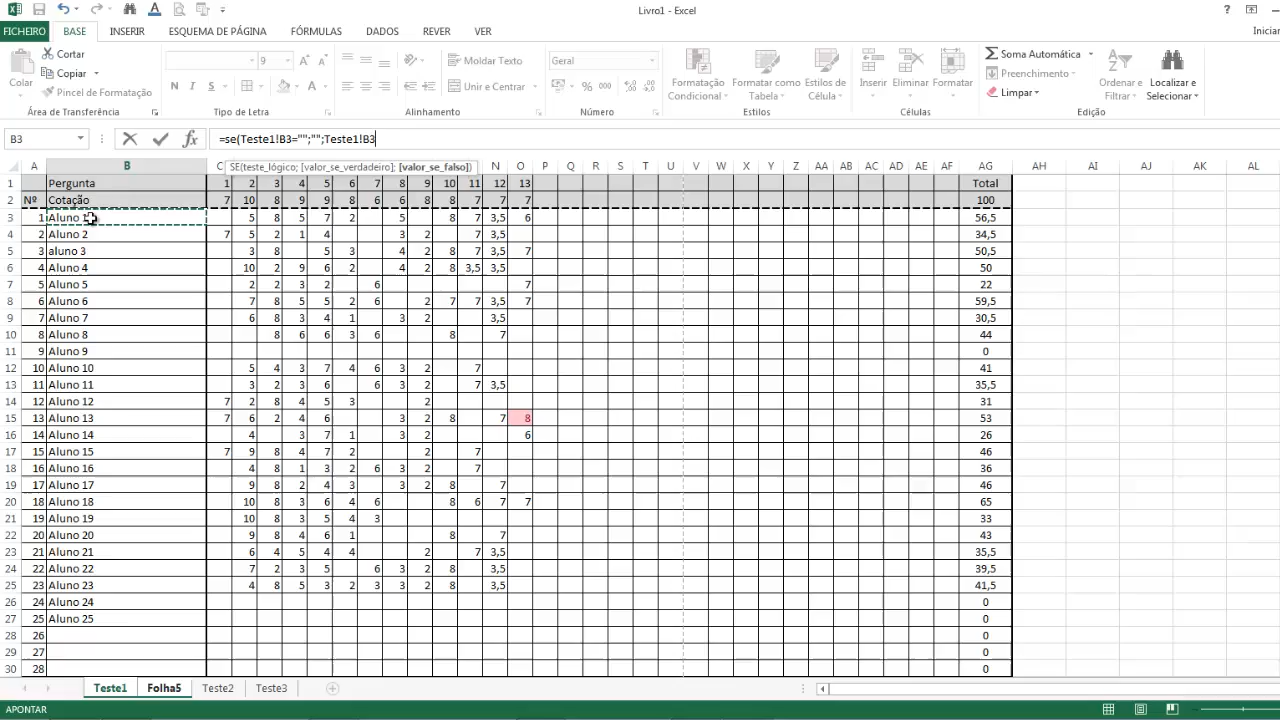 Livro1 - Excel
FICHEIRO BASE INSERIR ESQUEMA DE PÁGINA FÓRMULAS DADOS REVER VER Iniciar
Colar
Cortar
Copiar
Pincel de Formatação
Área de Transferência
9
N I S
Tipo de Letra
Moldar Texto
Unir e Centrar
Alinhamento
Geral
Número
Formatação Condicional
Formatar como Tabela
Estilos de Célula
Estilos
Inserir Eliminar Formatar
Células
Soma Automática
Preenchimento
Limpar
Ordenar e Filtrar
Localizar e Selecionar
Edição
B3 =se(Teste1!B3="";"";Teste1!B3
SE(teste_lógico; [valor_se_verdadeiro]; [valor_se_falso])
A B C N O P Q R S T U V W X Y Z AA AB AC AD AE AF AG AH AI AJ AK AL
1 Pergunta 1 2 3 4 5 6 7 8 9 10 11 12 13 Total
2 Nº Cotação 7 10 8 9 9 8 6 6 8 8 7 7 7 100
3 1 Aluno 1 5 8 5 7 2 5 8 7 3,5 6 56,5
4 2 Aluno 2 7 5 2 1 4 3 2 7 3,5 34,5
5 3 aluno 3 3 8 5 3 4 2 8 7 3,5 7 50,5
6 4 Aluno 4 10 2 9 6 2 4 2 8 3,5 3,5 50
7 5 Aluno 5 2 2 3 2 6 7 22
8 6 Aluno 6 7 8 5 5 2 6 2 7 7 3,5 7 59,5
9 7 Aluno 7 6 8 3 4 1 3 2 3,5 30,5
10 8 Aluno 8 8 6 6 3 6 8 7 44
11 9 Aluno 9 0
12 10 Aluno 10 5 4 3 7 4 6 3 2 7 41
13 11 Aluno 11 3 2 3 6 6 3 2 7 3,5 35,5
14 12 Aluno 12 7 2 8 4 5 3 2 31
15 13 Aluno 13 7 6 2 4 6 3 2 8 7 8 53
16 14 Aluno 14 4 3 7 1 3 2 6 26
17 15 Aluno 15 7 9 8 4 7 2 2 7 46
18 16 Aluno 16 4 8 1 3 2 6 3 2 7 36
19 17 Aluno 17 9 8 2 4 3 3 2 8 7 46
20 18 Aluno 18 10 8 3 6 4 6 8 6 7 7 65
21 19 Aluno 19 10 8 3 5 4 3 33
22 20 Aluno 20 9 8 4 6 1 8 7 43
23 21 Aluno 21 6 4 5 4 4 2 7 3,5 35,5
24 22 Aluno 22 7 2 3 5 6 3 2 8 3,5 39,5
25 23 Aluno 23 4 8 5 3 2 3 3 2 8 3,5 41,5
26 24 Aluno 24 0
27 25 Aluno 25 0
28 26 0
29 27 0
30 28 0
Teste1 Folha5 Teste2 Teste3
APONTAR